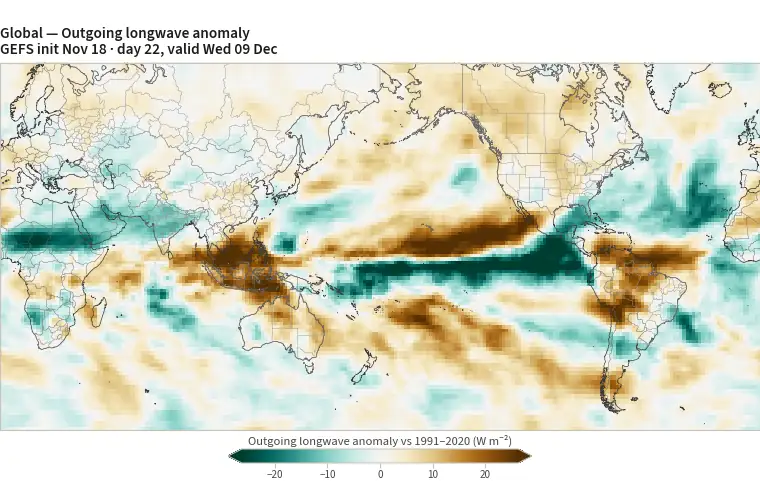 Global — Outgoing longwave anomaly
GEFS init Nov 18 · day 22, valid Wed 09 Dec
Outgoing longwave anomaly vs 1991–2020 (W m⁻²)
−20 −10 0 10 20